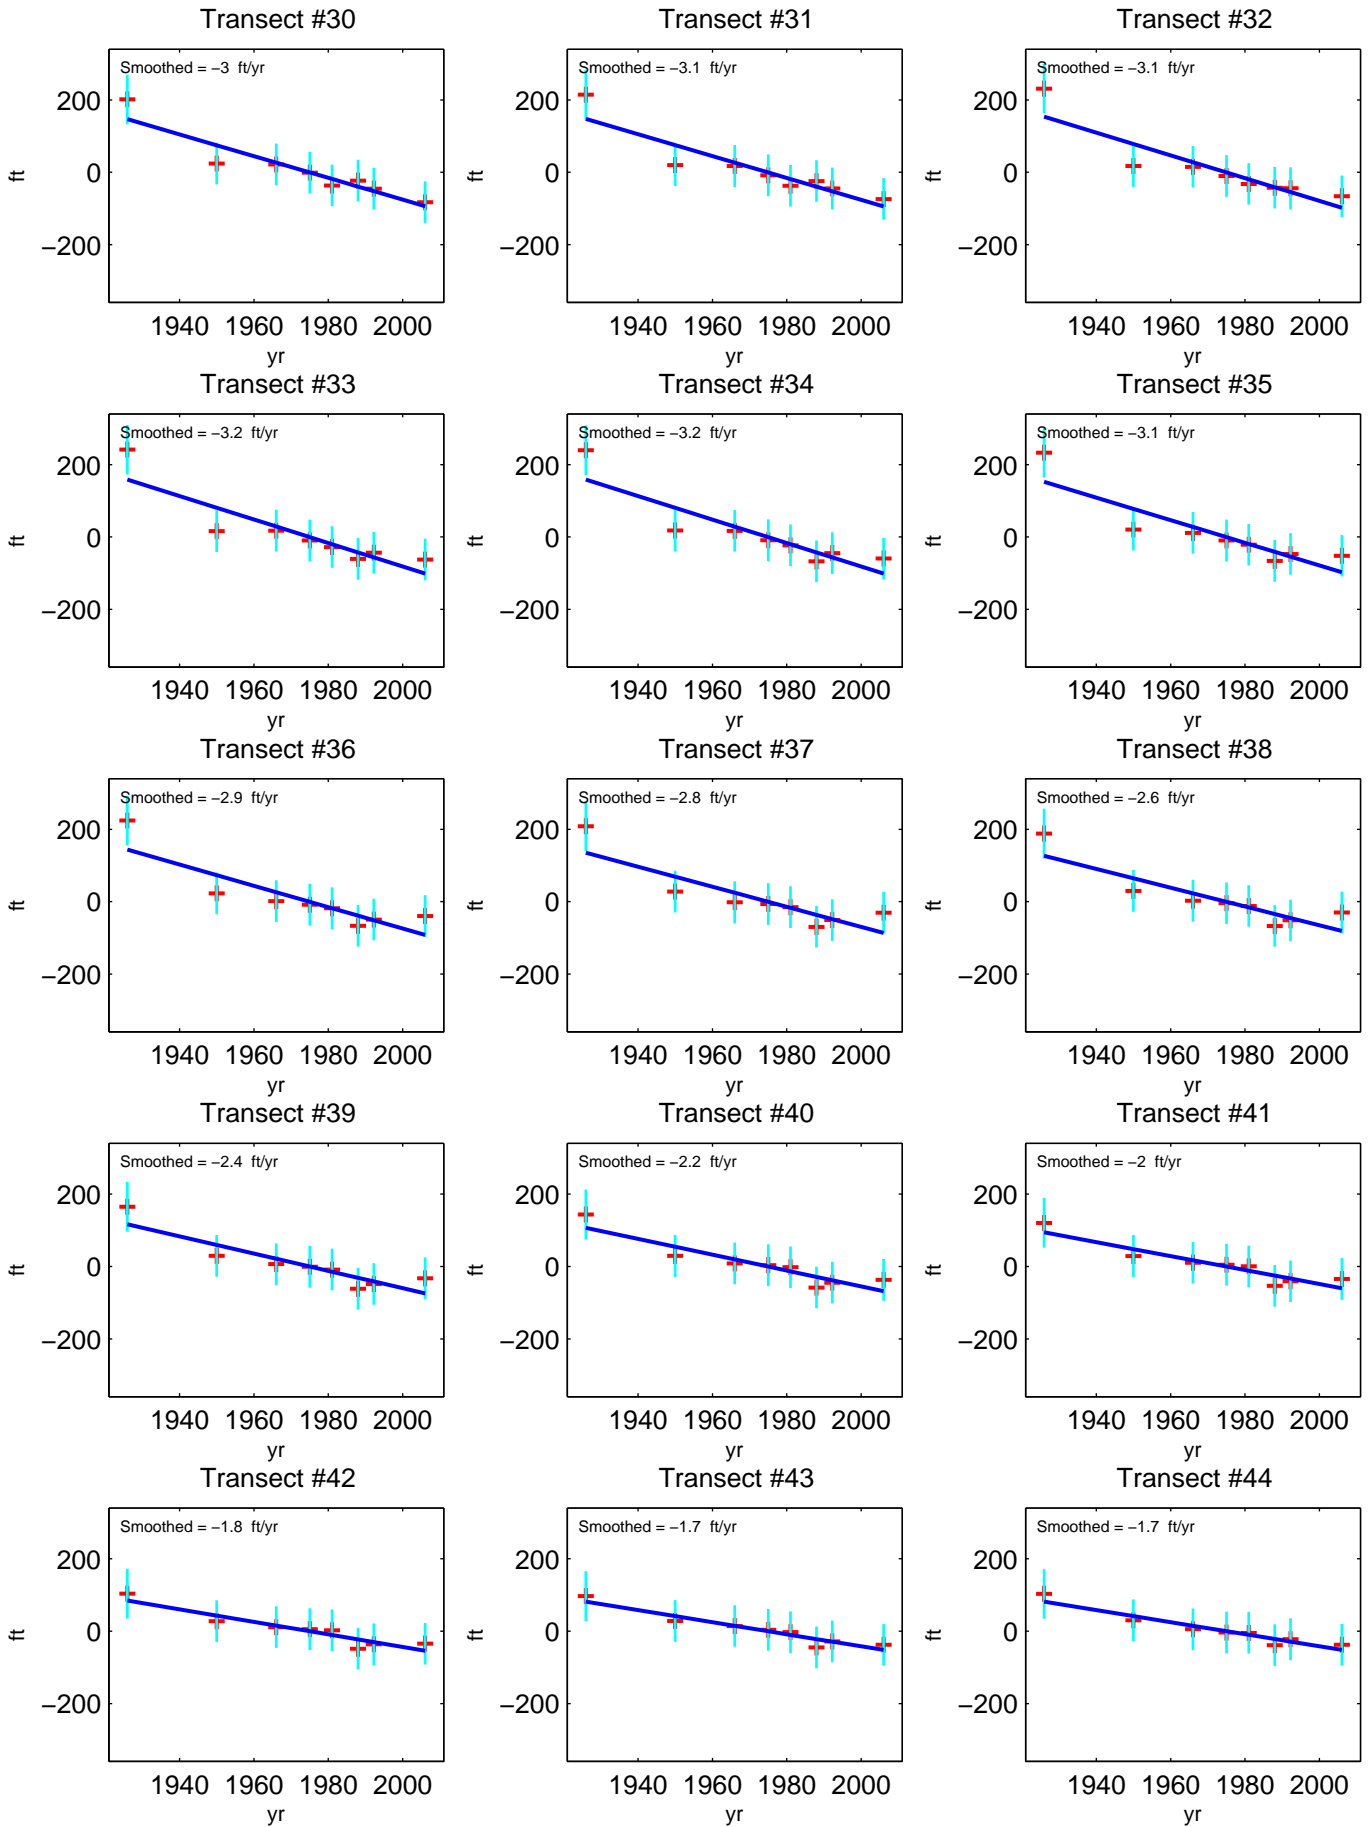 Transect #30
Transect #31
Transect #32
Smoothed = −3 ft/yr
Smoothed = −3.1 ft/yr
Smoothed = −3.1 ft/yr
200
0
−200
ft
200
0
−200
ft
200
0
−200
ft
1940 1960 1980 2000
1940 1960 1980 2000
1940 1960 1980 2000
yr
yr
yr
Transect #33
Transect #34
Transect #35
Smoothed = −3.2 ft/yr
Smoothed = −3.2 ft/yr
Smoothed = −3.1 ft/yr
200
0
−200
ft
200
0
−200
ft
200
0
−200
ft
1940 1960 1980 2000
1940 1960 1980 2000
1940 1960 1980 2000
yr
yr
yr
Transect #36
Transect #37
Transect #38
Smoothed = −2.9 ft/yr
Smoothed = −2.8 ft/yr
Smoothed = −2.6 ft/yr
200
0
−200
ft
200
0
−200
ft
200
0
−200
ft
1940 1960 1980 2000
1940 1960 1980 2000
1940 1960 1980 2000
yr
yr
yr
Transect #39
Transect #40
Transect #41
Smoothed = −2.4 ft/yr
Smoothed = −2.2 ft/yr
Smoothed = −2 ft/yr
200
0
−200
ft
200
0
−200
ft
200
0
−200
ft
1940 1960 1980 2000
1940 1960 1980 2000
1940 1960 1980 2000
yr
yr
yr
Transect #42
Transect #43
Transect #44
Smoothed = −1.8 ft/yr
Smoothed = −1.7 ft/yr
Smoothed = −1.7 ft/yr
200
0
−200
ft
200
0
−200
ft
200
0
−200
ft
1940 1960 1980 2000
1940 1960 1980 2000
1940 1960 1980 2000
yr
yr
yr